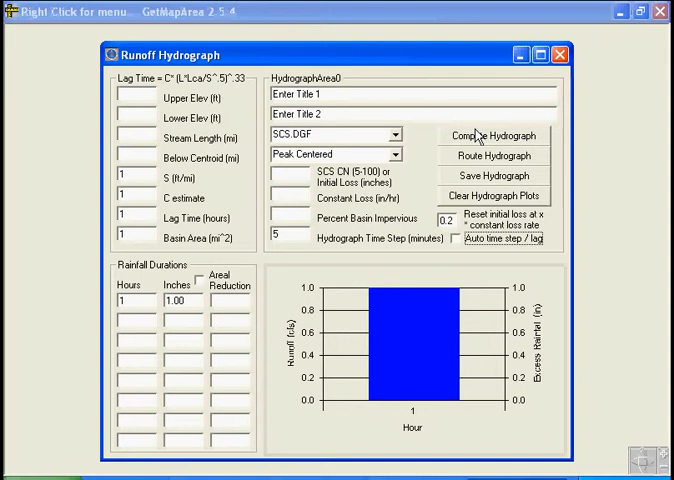 Right Click for menu... GetMapArea 2.5.4
Runoff Hydrograph
Lag Time = C* (L*Lca/S^.5)^.33
Upper Elev (ft)
Lower Elev (ft)
Stream Length (mi)
Below Centroid (mi)
1 S (ft/mi)
1 C estimate
1 Lag Time (hours)
1 Basin Area (mi^2)
HydrographArea0
Enter Title 1
Enter Title 2
SCS.DGF
Peak Centered
SCS CN (5-100) or
Initial Loss (inches)
Constant Loss (in/hr)
Percent Basin Impervious
5 Hydrograph Time Step (minutes)
Compute Hydrograph
Route Hydrograph
Save Hydrograph
Clear Hydrograph Plots
0.2 Reset initial loss at x
* constant loss rate
Auto time step / lag
Rainfall Durations
Hours Inches Areal
Reduction
1 1.00
1.0 1.0
0.8 0.8
0.6 0.6
0.4 0.4
0.2 0.2
0.0 0.0
Runoff (cfs)
Excess Rainfall (in)
1
Hour